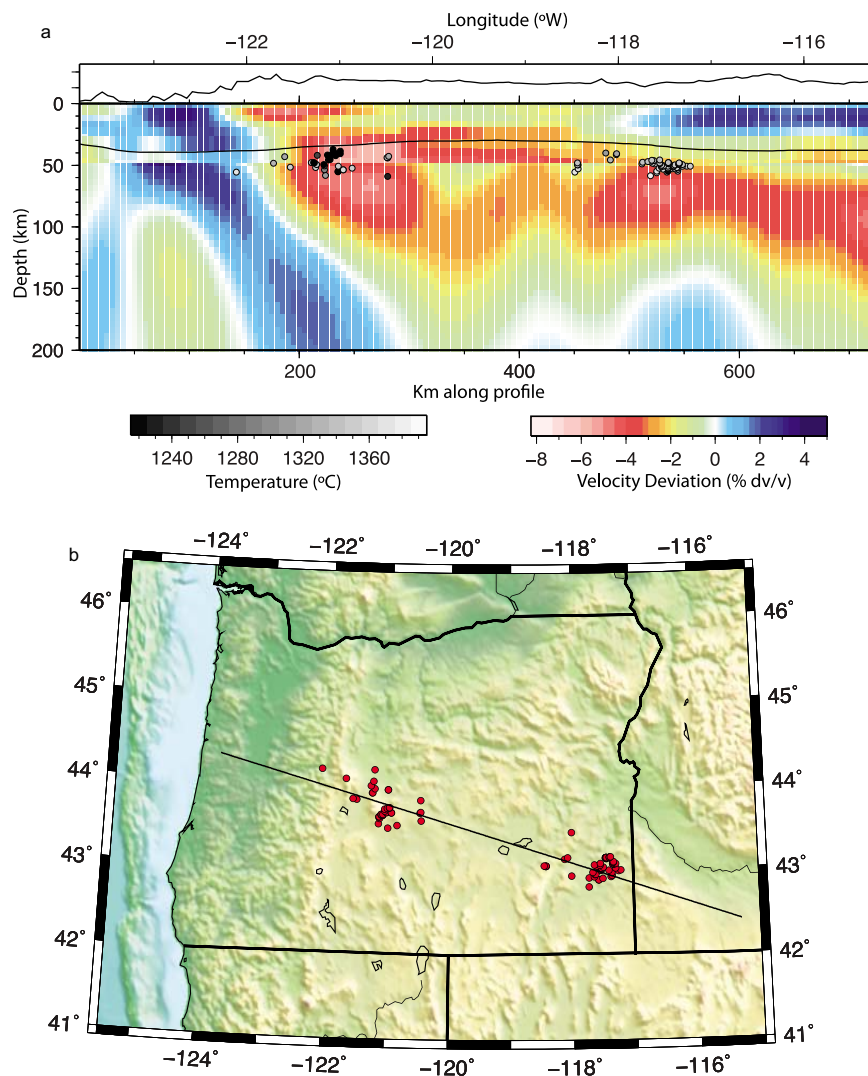 Longitude (ºW)
a
−122 −120 −118 −116
0
50
100
150
200
Depth (km)
200 400 600
Km along profile
1240 1280 1320 1360
Temperature (ºC)
−8 −6 −4 −2 0 2 4
Velocity Deviation (% dv/v)
b
−124° −122° −120° −118° −116°
46° 46°
45° 45°
44° 44°
43° 43°
42° 42°
41° 41°
−124° −122° −120° −118° −116°